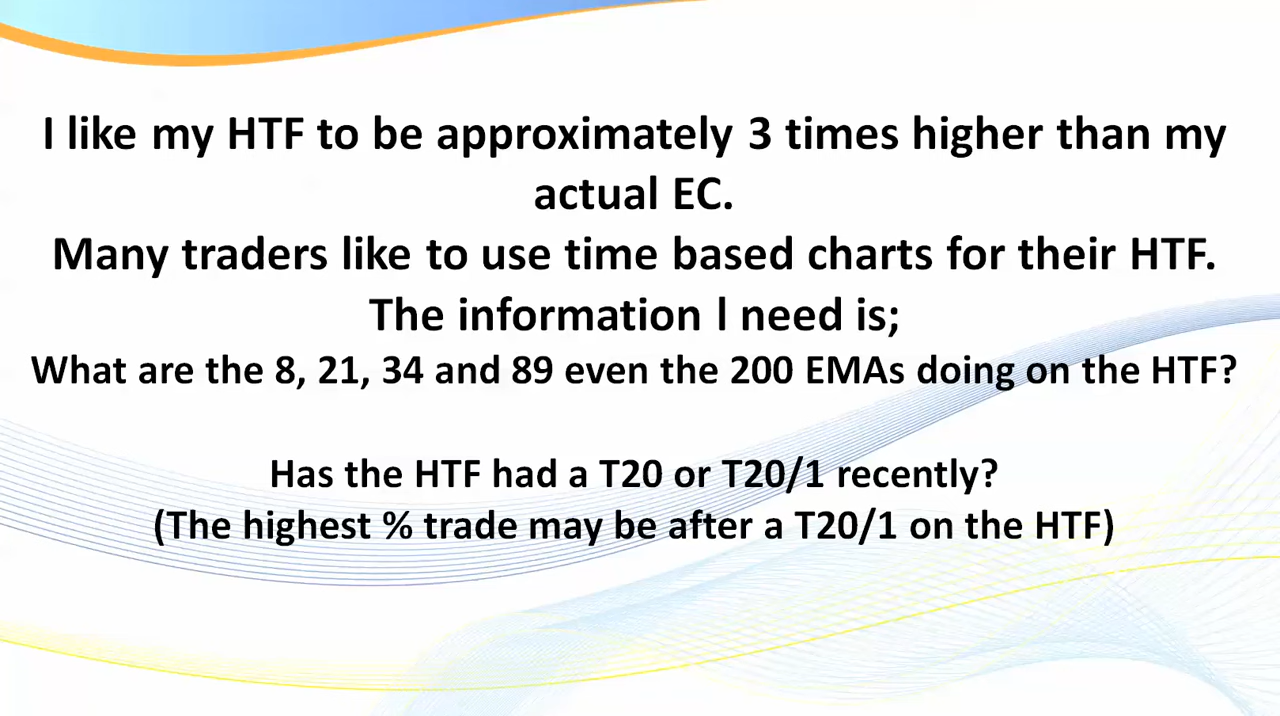 I like my HTF to be approximately 3 times higher than my
actual EC.
Many traders like to use time based charts for their HTF.
The information I need is;
What are the 8, 21, 34 and 89 even the 200 EMAs doing on the HTF?
Has the HTF had a T20 or T20/1 recently?
(The highest % trade may be after a T20/1 on the HTF)